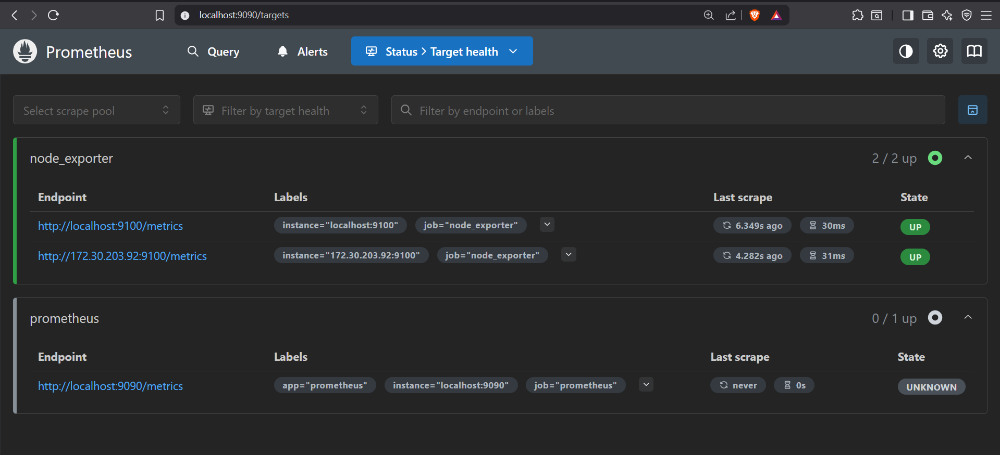 localhost:9090/targets
Prometheus Query Alerts Status > Target health
Select scrape pool Filter by target health Filter by endpoint or labels
node_exporter 2 / 2 up
Endpoint Labels Last scrape State
http://localhost:9100/metrics instance="localhost:9100" job="node_exporter" 6.349s ago 30ms UP
http://172.30.203.92:9100/metrics instance="172.30.203.92:9100" job="node_exporter" 4.282s ago 31ms UP
prometheus 0 / 1 up
Endpoint Labels Last scrape State
http://localhost:9090/metrics app="prometheus" instance="localhost:9090" job="prometheus" never 0s UNKNOWN